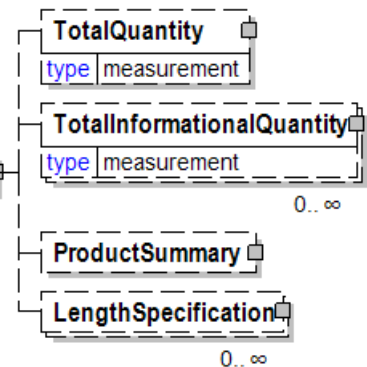 TotalQuantity
type measurement
TotalInformationalQuantity
type measurement
0.. ∞
ProductSummary
LengthSpecification
0.. ∞